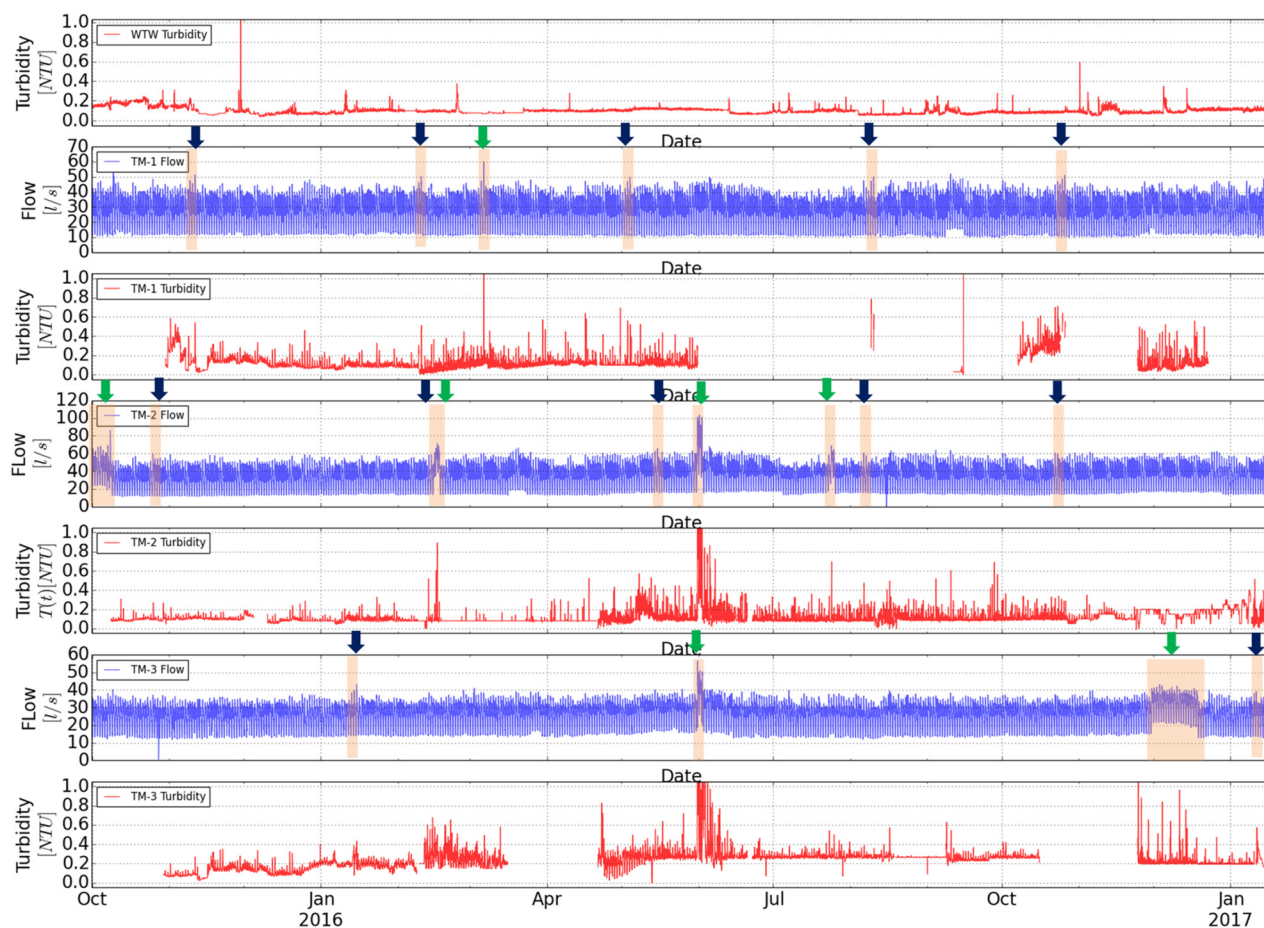 Turbidity
[NTU]
1.0
0.8
0.6
0.4
0.2
0.0
WTW Turbidity
Date
Flow
[l/s]
70
60
50
40
30
20
10
0
TM-1 Flow
Date
Turbidity
[NTU]
1.0
0.8
0.6
0.4
0.2
0.0
TM-1 Turbidity
Date
FLow
[l/s]
120
100
80
60
40
20
0
TM-2 Flow
Date
Turbidity
T(t)[NTU]
1.0
0.8
0.6
0.4
0.2
0.0
TM-2 Turbidity
Date
FLow
[l/s]
60
50
40
30
20
10
0
TM-3 Flow
Date
Turbidity
[NTU]
1.0
0.8
0.6
0.4
0.2
0.0
TM-3 Turbidity
Oct Jan Apr Jul Oct Jan
2016 2017